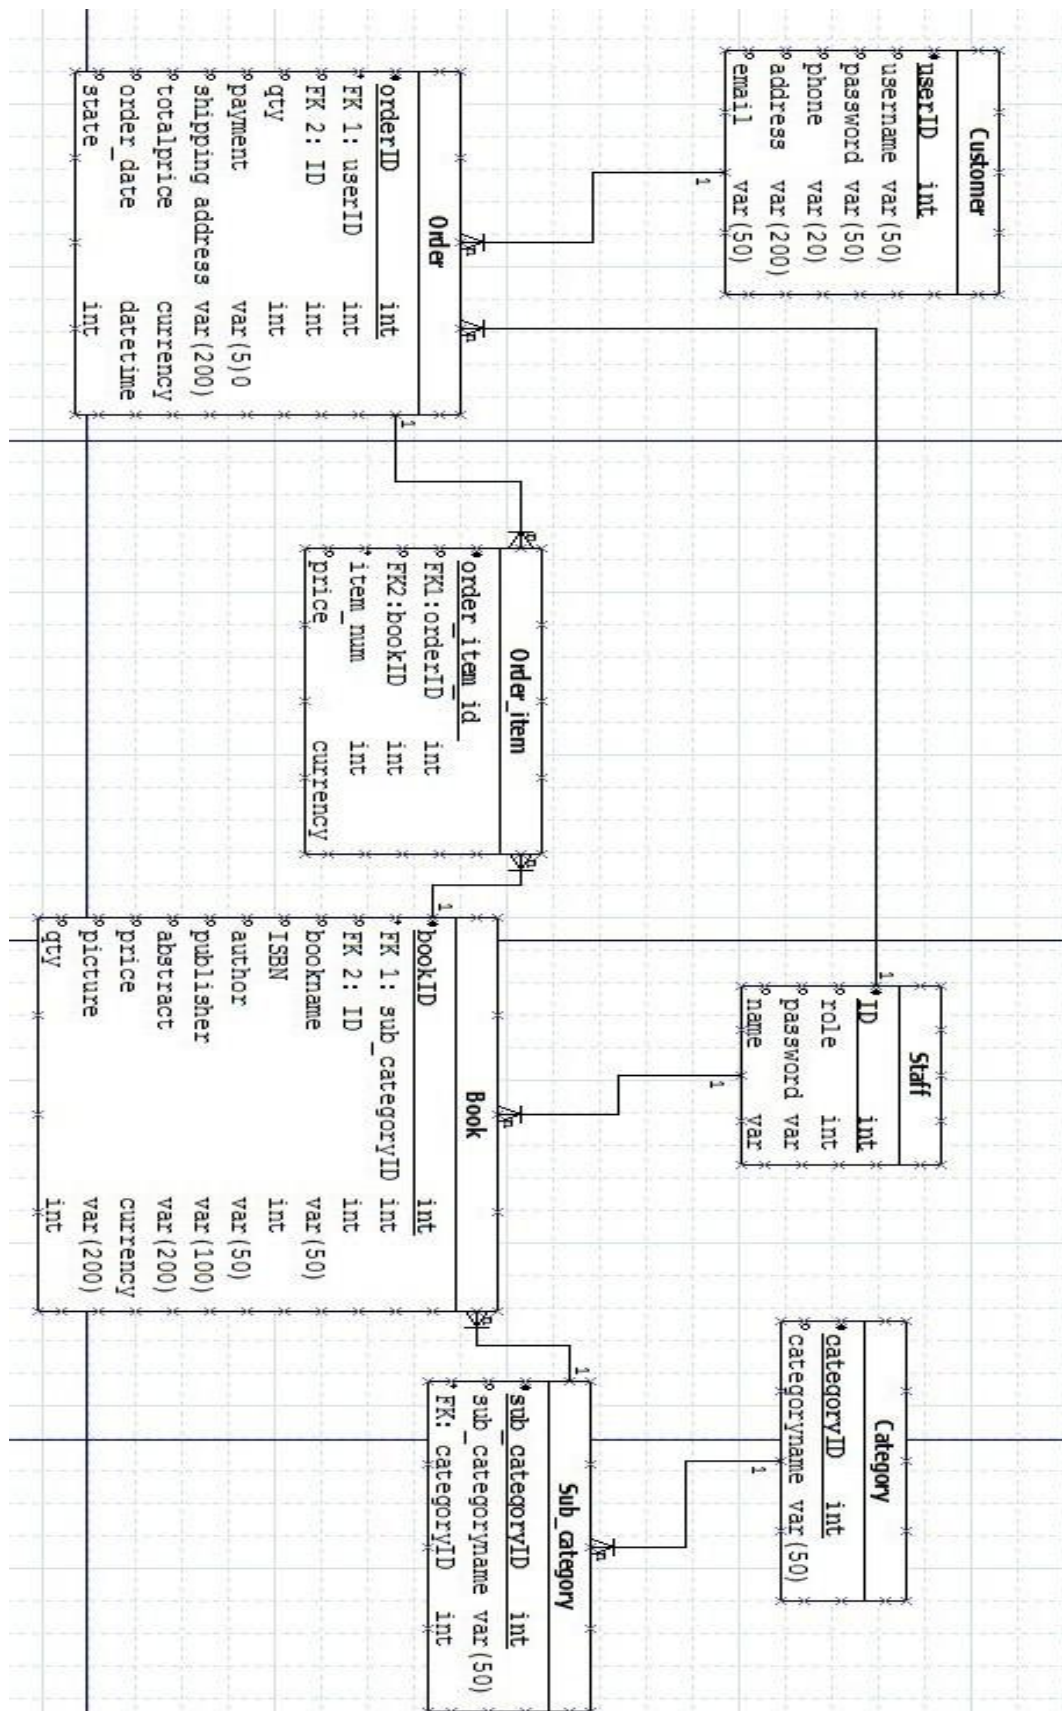 Customer
userID int
username var(50)
password var(50)
phone var(20)
address var(200)
email var(50)
1
n
Order
orderID int
FK 1: userID int
FK 2: ID int
qty int
payment var(5)0
shipping address var(200)
totalprice currency
order_date datetime
state int
n
1
n
Order_item
order_item_id
FK1:orderID int
FK2:bookID int
item_num int
price currency
n
1
Staff
ID int
role int
password var
name var
1
1
n
Book
bookID int
FK 1: sub_categoryID int
FK 2: ID int
bookname var(50)
ISBN int
author var(50)
publisher var(100)
abstract var(200)
price currency
picture var(200)
qty int
n
1
Category
categoryID int
categoryname var(50)
1
n
Sub_category
sub_categoryID int
sub_categoryname var(50)
FK: categoryID int